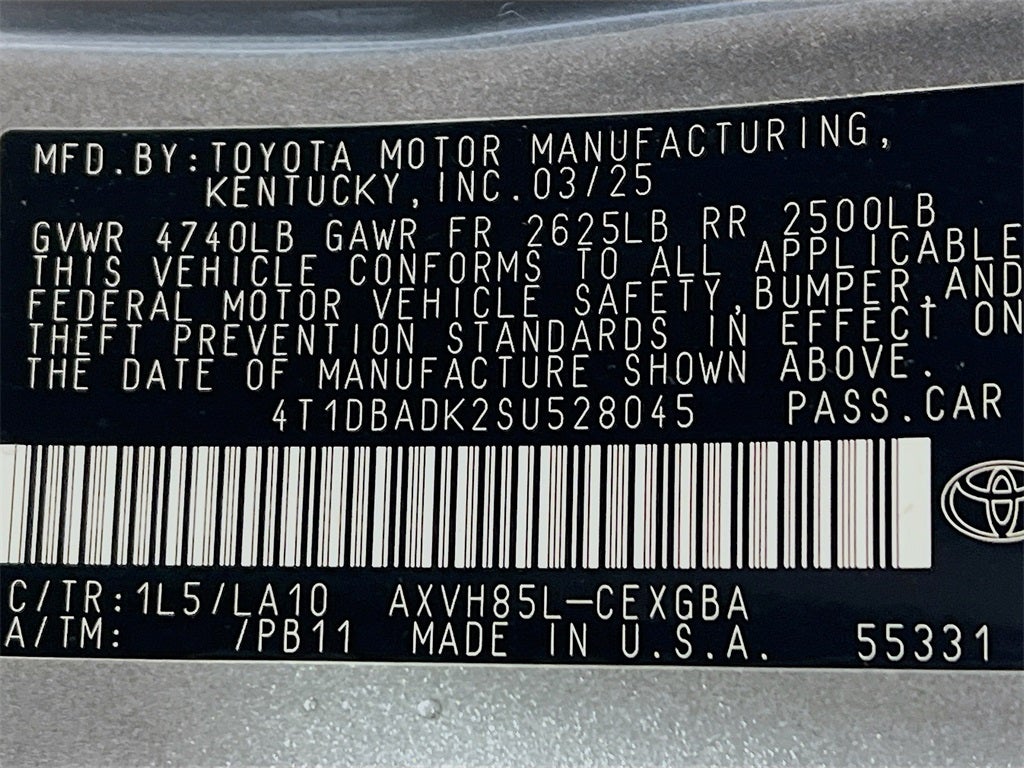 MFD.BY:TOYOTA MOTOR MANUFACTURING,
KENTUCKY,INC.03/25
GVWR 4740LB GAWR FR 2625LB RR 2500LB
THIS VEHICLE CONFORMS TO ALL APPLICABLE
FEDERAL MOTOR VEHICLE SAFETY,BUMPER,AND
THEFT PREVENTION STANDARDS IN EFFECT ON
THE DATE OF MANUFACTURE SHOWN ABOVE.
4T1DBADK2SU528045 PASS.CAR
C/TR:1L5/LA10 AXVH85L-CEXGBA
A/TM: /PB11 MADE IN U.S.A. 55331